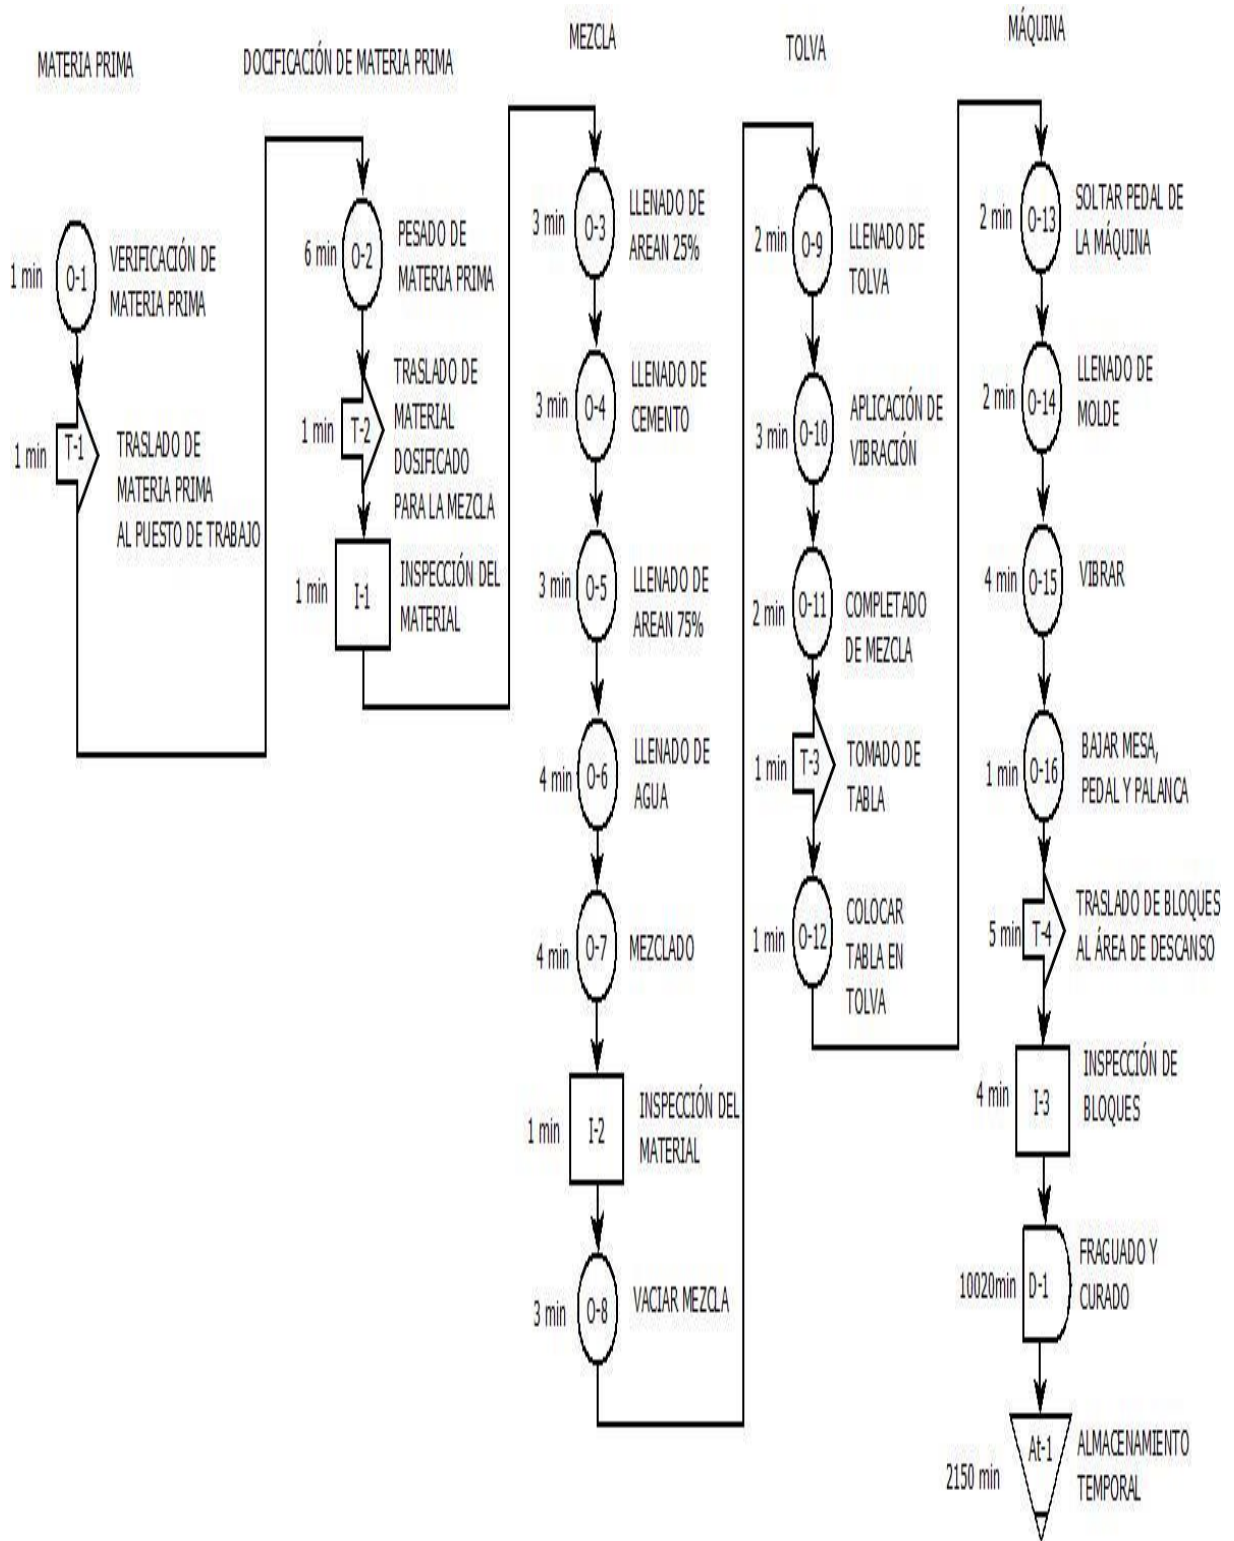 MATERIA PRIMA
1 min
O-1
VERIFICACIÓN DE
MATERIA PRIMA
1 min
T-1
TRASLADO DE
MATERIA PRIMA
AL PUESTO DE TRABAJO
DOCIFICACIÓN DE MATERIA PRIMA
6 min
O-2
PESADO DE
MATERIA PRIMA
1 min
T-2
TRASLADO DE
MATERIAL
DOSIFICADO
PARA LA MEZCLA
1 min
I-1
INSPECCIÓN DEL
MATERIAL
MEZCLA
3 min
O-3
LLENADO DE
AREAN 25%
3 min
O-4
LLENADO DE
CEMENTO
3 min
O-5
LLENADO DE
AREAN 75%
4 min
O-6
LLENADO DE
AGUA
4 min
O-7
MEZCLADO
1 min
I-2
INSPECCIÓN DEL
MATERIAL
3 min
O-8
VACIAR MEZCLA
TOLVA
2 min
O-9
LLENADO DE
TOLVA
3 min
O-10
APLICACIÓN DE
VIBRACIÓN
2 min
O-11
COMPLETADO
DE MEZCLA
1 min
T-3
TOMADO DE
TABLA
1 min
O-12
COLOCAR
TABLA EN
TOLVA
MÁQUINA
2 min
O-13
SOLTAR PEDAL DE
LA MÁQUINA
2 min
O-14
LLENADO DE
MOLDE
4 min
O-15
VIBRAR
1 min
O-16
BAJAR MESA,
PEDAL Y PALANCA
5 min
T-4
TRASLADO DE BLOQUES
AL ÁREA DE DESCANSO
4 min
I-3
INSPECCIÓN DE
BLOQUES
10020min
D-1
FRAGUADO Y
CURADO
2150 min
At-1
ALMACENAMIENTO
TEMPORAL